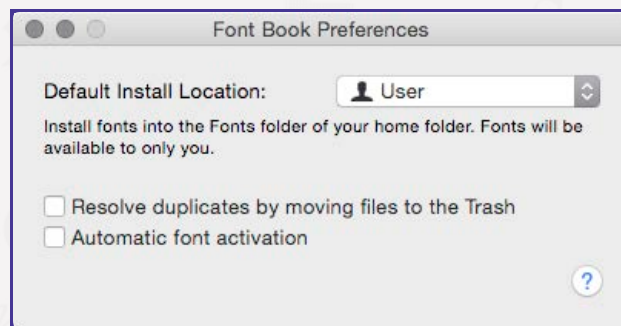 Font Book Preferences
Default Install Location: User
Install fonts into the Fonts folder of your home folder. Fonts will be
available to only you.
Resolve duplicates by moving files to the Trash
Automatic font activation
?